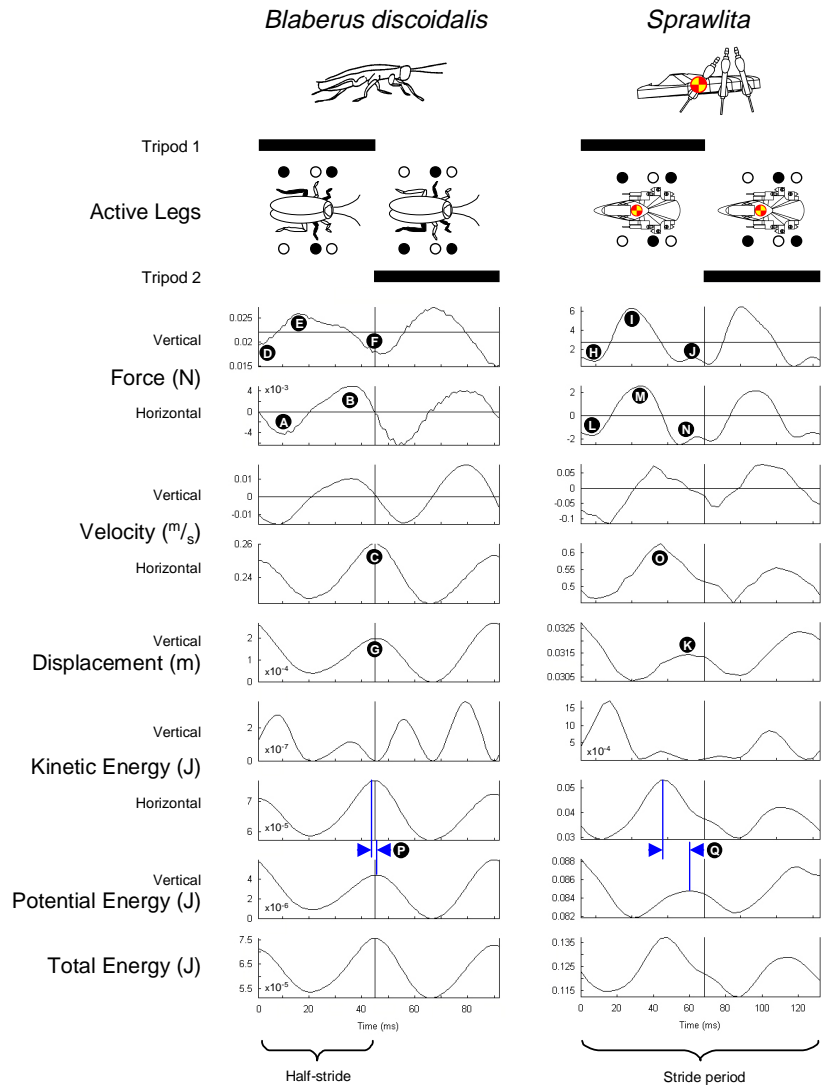 Blaberus discoidalis
Sprawlita
Tripod 1
Active Legs
Tripod 2
Vertical
Force (N)
Horizontal
0.025
0.02
0.015
D
E
F
6
4
2
H
I
J
x10⁻³
4
0
-4
A
B
2
0
-2
L
M
N
Vertical
Velocity (m/s)
Horizontal
0.01
0
-0.01
0.05
0
-0.05
-0.1
0.26
0.24
C
0.6
0.55
0.5
O
Vertical
Displacement (m)
2
0
x10⁻⁴
G
0.0325
0.0315
0.0305
K
Vertical
Kinetic Energy (J)
Horizontal
2
0
x10⁻⁷
15
10
5
x10⁻⁴
7
6
x10⁻⁵
0.05
0.04
0.03
P
Q
Vertical
Potential Energy (J)
4
2
0
x10⁻⁶
0.088
0.086
0.084
0.082
Total Energy (J)
7.5
6.5
5.5
x10⁻⁵
0.135
0.125
0.115
0 20 40 60 80
Time (ms)
0 20 40 60 80 100 120
Time (ms)
Half-stride
Stride period